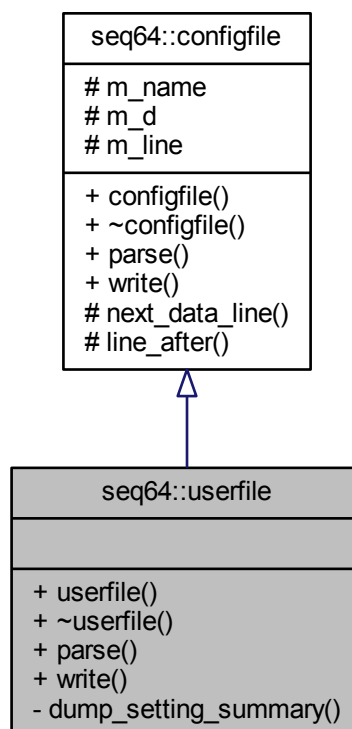 seq64::configfile
# m_name
# m_d
# m_line
+ configfile()
+ ~configfile()
+ parse()
+ write()
# next_data_line()
# line_after()
seq64::userfile
+ userfile()
+ ~userfile()
+ parse()
+ write()
- dump_setting_summary()